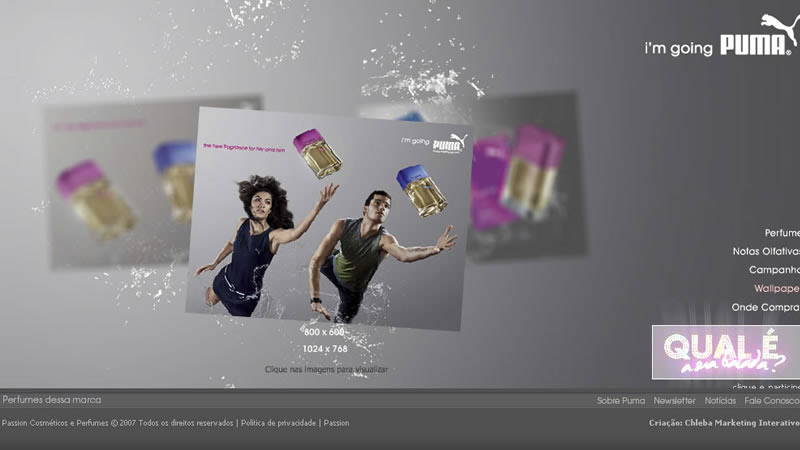 i'm going PUMA®
the new fragrance for her and him
i'm going PUMA
Perfume
Notas Olfativas
Campanha
Wallpape
Onde Compra
800 x 600
1024 x 768
Clique nas imagens para visualizar
QUAL É
a sua balada?
clique e participe
Perfumes dessa marca
Sobre Puma Newsletter Notícias Fale Conosco
Passion Cosméticos e Perfumes © 2007 Todos os direitos reservados | Política de privacidade | Passion
Criação: Chleba Marketing Interativo